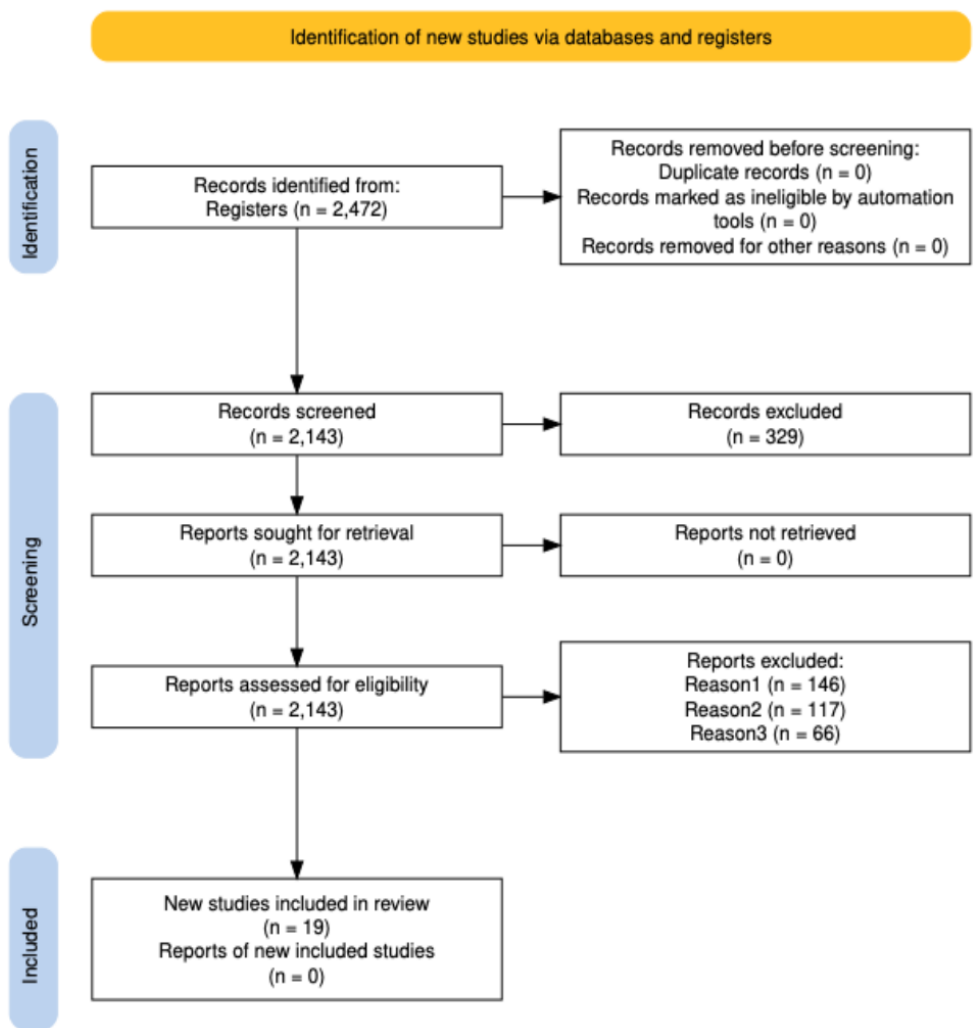 Identification of new studies via databases and registers
Identification
Records identified from:
Registers (n = 2,472)
Records removed before screening:
Duplicate records (n = 0)
Records marked as ineligible by automation
tools (n = 0)
Records removed for other reasons (n = 0)
Screening
Records screened
(n = 2,143)
Records excluded
(n = 329)
Reports sought for retrieval
(n = 2,143)
Reports not retrieved
(n = 0)
Reports assessed for eligibility
(n = 2,143)
Reports excluded:
Reason1 (n = 146)
Reason2 (n = 117)
Reason3 (n = 66)
Included
New studies included in review
(n = 19)
Reports of new included studies
(n = 0)